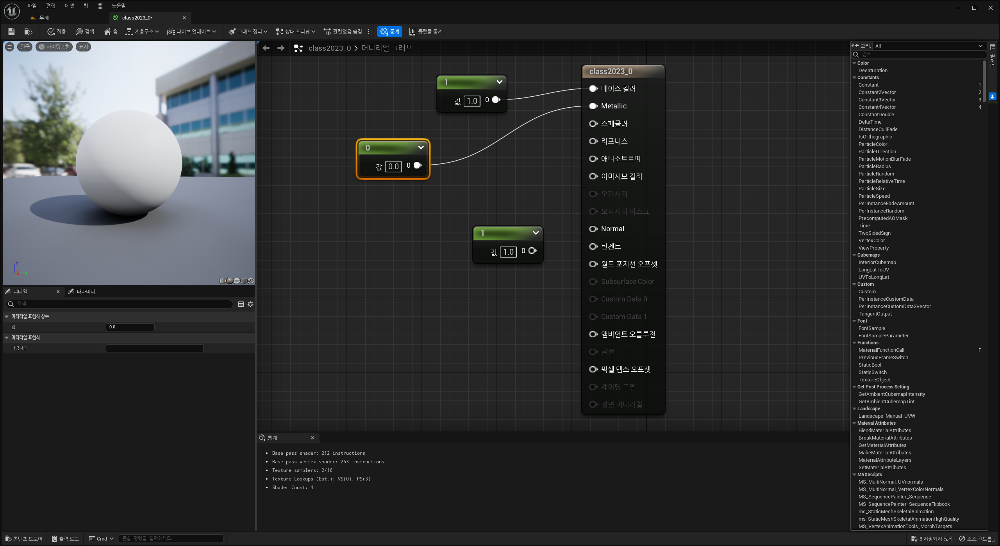 파일 편집 에셋 창 툴 도움말
무제
class2023_0*
적용 검색 홈 계층구조 라이브 업데이트 그래프 정리 상태 프리뷰 관련없음 숨김 통계 플랫폼 통계
원근 라이팅포함 표시
Z
X Y
class2023_0 > 머티리얼 그래프
1
값 1.0 0
0
값 0.0 0
1
값 1.0 0
class2023_0
베이스 컬러
Metallic
스페큘러
러프니스
애니소트로피
이미시브 컬러
오파시티
오파시티 마스크
Normal
탄젠트
월드 포지션 오프셋
Subsurface Color
Custom Data 0
Custom Data 1
앰비언트 오클루전
굴절
픽셀 뎁스 오프셋
셰이딩 모델
정면 머티리얼
디테일
파라미터
검색
머티리얼 표현식 상수
값 0.0
머티리얼 표현식
내림차순
통계
Base pass shader: 212 instructions
Base pass vertex shader: 263 instructions
Texture samplers: 2/16
Texture Lookups (Est.): VS(0), PS(3)
Shader Count: 4
카테고리: All
검색
팔레트
Color
Desaturation
Constants
Constant 1
Constant2Vector 2
Constant3Vector 3
Constant4Vector 4
ConstantDouble
DeltaTime
DistanceCullFade
IsOrthographic
ParticleColor
ParticleDirection
ParticleMotionBlurFade
ParticleRadius
ParticleRandom
ParticleRelativeTime
ParticleSize
ParticleSpeed
PerInstanceFadeAmount
PerInstanceRandom
PrecomputedAOMask
Time
TwoSidedSign
VertexColor
ViewProperty
Cubemaps
InteriorCubemap
LongLatToUV
UVToLongLat
Custom
Custom
PerInstanceCustomData
PerInstanceCustomData3Vector
TangentOutput
Font
FontSample
FontSampleParameter
Functions
MaterialFunctionCall F
PreviousFrameSwitch
StaticBool
StaticSwitch
TextureObject
Get Post Process Setting
GetAmbientCubemapIntensity
GetAmbientCubemapTint
Landscape
Landscape_Manual_UVW
Material Attributes
BlendMaterialAttributes
BreakMaterialAttributes
GetMaterialAttributes
MakeMaterialAttributes
MaterialAttributeLayers
SetMaterialAttributes
MAXScripts
MS_MultiNormal_UVnormals
MS_MultiNormal_VertexColorNormals
MS_SequencePainter_Sequence
MS_SequencePainter_SequenceFlipbook
ms_StaticMeshSkeletalAnimation
ms_StaticMeshSkeletalAnimationHighQuality
MS_VertexAnimationTools_MorphTargets
콘텐츠 드로어 출력 로그 Cmd 콘솔 명령을 입력하세요.
8 저장되지 않음 소스 컨트롤